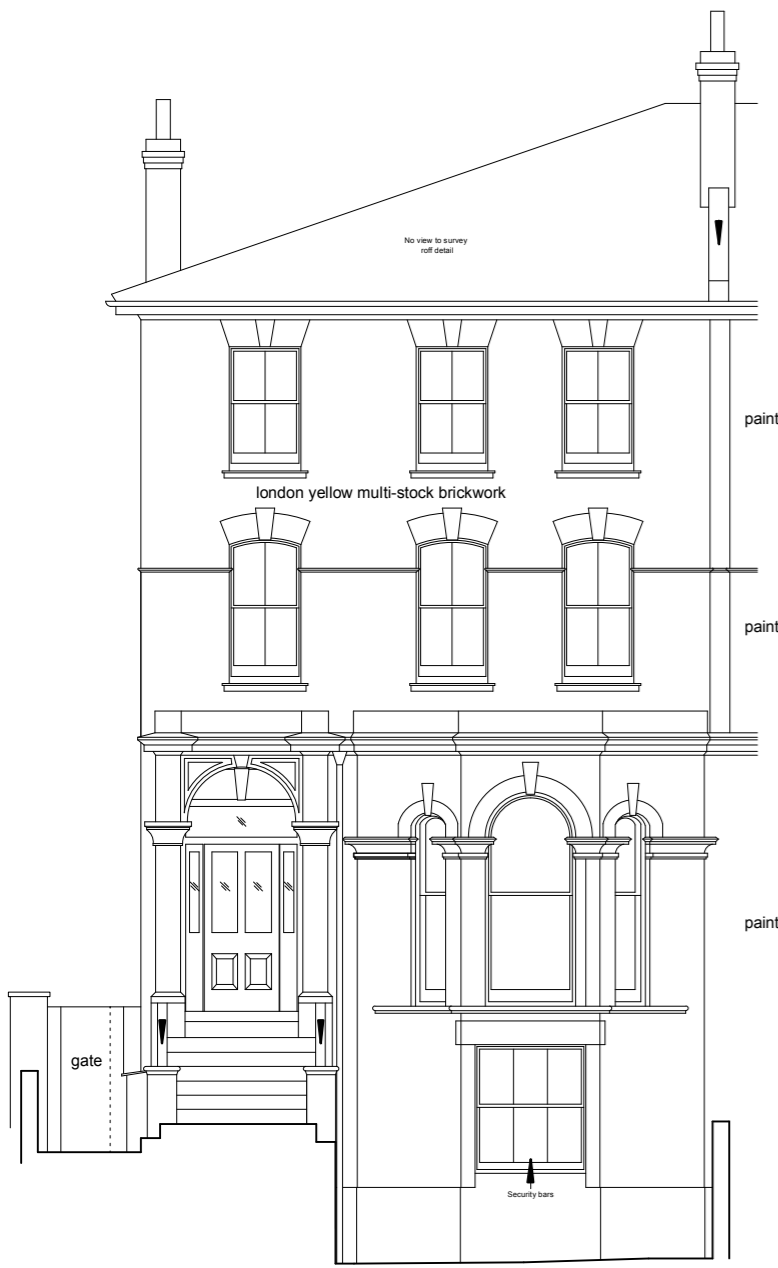 No view to survey
roff detail
paint
london yellow multi-stock brickwork
paint
paint
gate
Security bars